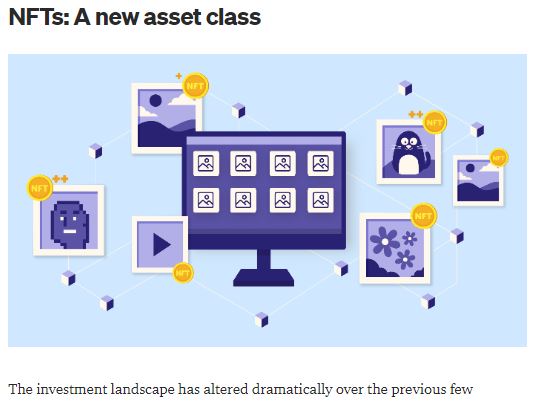 NFTs: A new asset class
NFT
NFT
NFT
NFT
NFT
NFT
The investment landscape has altered dramatically over the previous few